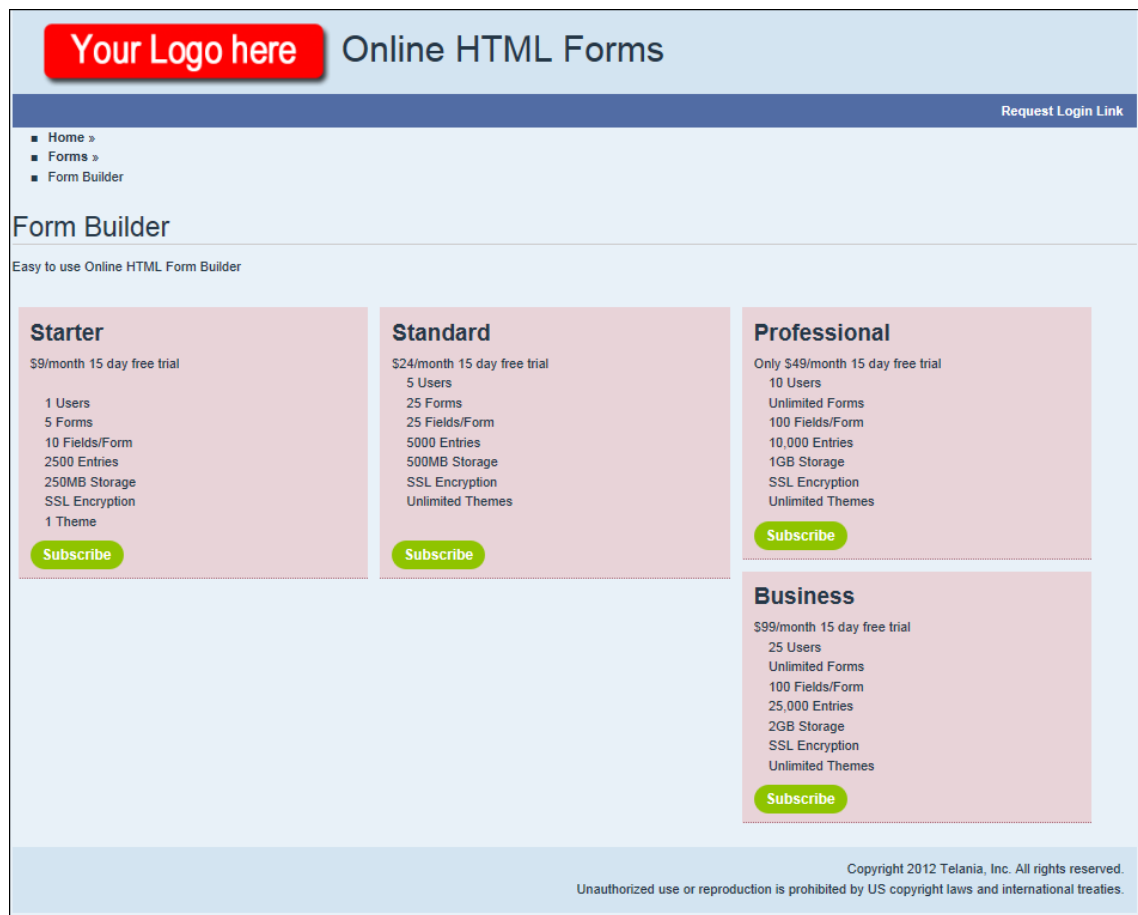 Your Logo here
Online HTML Forms
Request Login Link
Home »
Forms »
Form Builder
Form Builder
Easy to use Online HTML Form Builder
Starter
$9/month 15 day free trial
1 Users
5 Forms
10 Fields/Form
2500 Entries
250MB Storage
SSL Encryption
1 Theme
Subscribe
Standard
$24/month 15 day free trial
5 Users
25 Forms
25 Fields/Form
5000 Entries
500MB Storage
SSL Encryption
Unlimited Themes
Subscribe
Professional
Only $49/month 15 day free trial
10 Users
Unlimited Forms
100 Fields/Form
10,000 Entries
1GB Storage
SSL Encryption
Unlimited Themes
Subscribe
Business
$99/month 15 day free trial
25 Users
Unlimited Forms
100 Fields/Form
25,000 Entries
2GB Storage
SSL Encryption
Unlimited Themes
Subscribe
Copyright 2012 Telania, Inc. All rights reserved.
Unauthorized use or reproduction is prohibited by US copyright laws and international treaties.